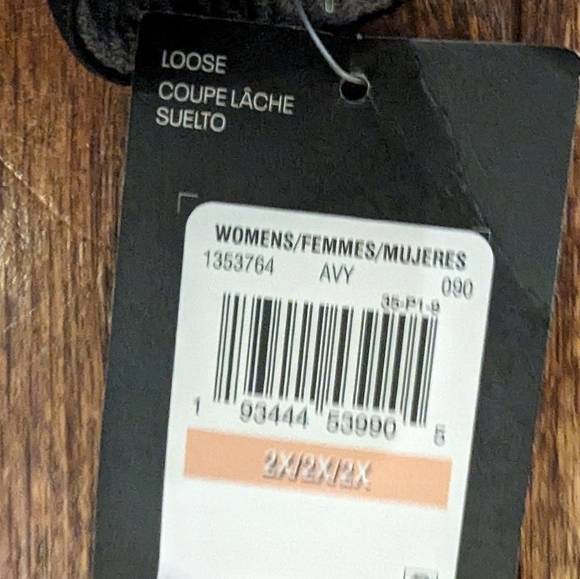 LOOSE
COUPE LÂCHE
SUELTO
WOMENS/FEMMES/MUJERES
1353764 AVY 090
35-P1-9
1 93444 53990 5
2X/2X/2X